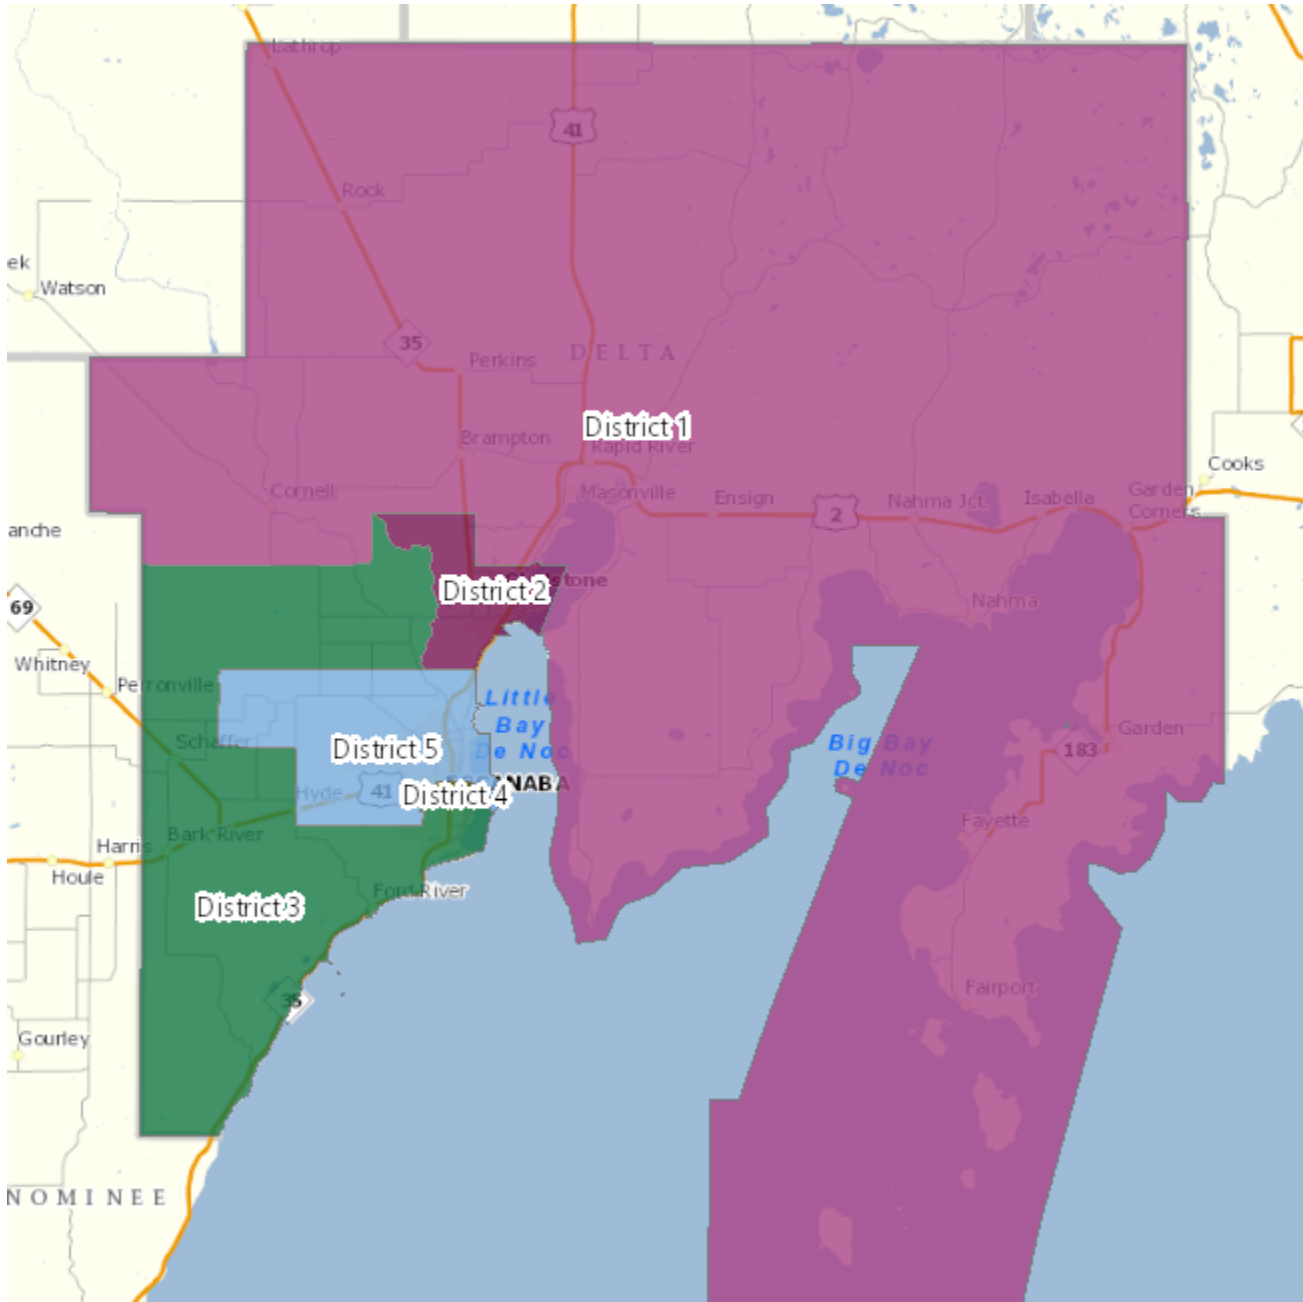 Lathrop
41
Rock
ek
Watson
35
DELTA
Perkins
District 1
Brampton
Rapid River
Cooks
Cornell
Masonville
Ensign
Nahma Jct.
Isabella
Garden
Corners
2
anche
69
District 2
stone
Nahma
Whitney
Perronville
Little
Bay
De Noc
Garden
Schaffer
District 5
Big Bay
De Noc
183
Hyde
41
District 4
ESCANABA
Fayette
Bark River
Harris
Houle
Ford River
District 3
Fairport
35
Gourley
NOMINEE